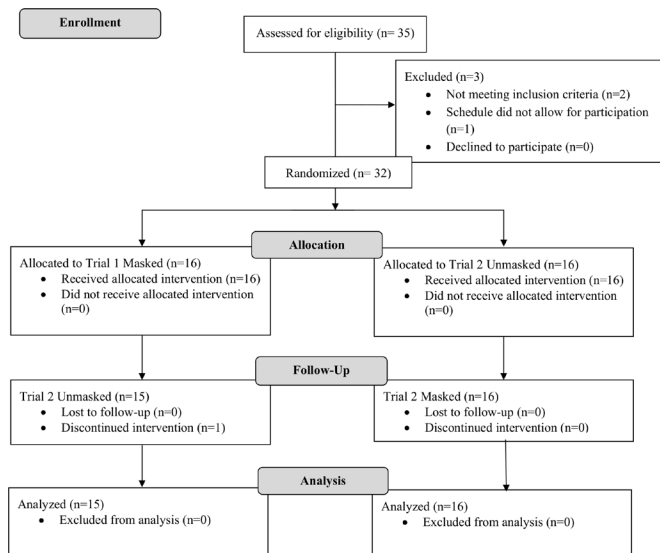 Enrollment
Assessed for eligibility (n= 35)
Excluded (n=3)
• Not meeting inclusion criteria (n=2)
• Schedule did not allow for participation
(n=1)
• Declined to participate (n=0)
Randomized (n= 32)
Allocation
Allocated to Trial 1 Masked (n=16)
• Received allocated intervention (n=16)
• Did not receive allocated intervention
(n=0)
Allocated to Trial 2 Unmasked (n=16)
• Received allocated intervention (n=16)
• Did not receive allocated intervention
(n=0)
Follow-Up
Trial 2 Unmasked (n=15)
• Lost to follow-up (n=0)
• Discontinued intervention (n=1)
Trial 2 Masked (n=16)
• Lost to follow-up (n=0)
• Discontinued intervention (n=0)
Analysis
Analyzed (n=15)
• Excluded from analysis (n=0)
Analyzed (n=16)
• Excluded from analysis (n=0)